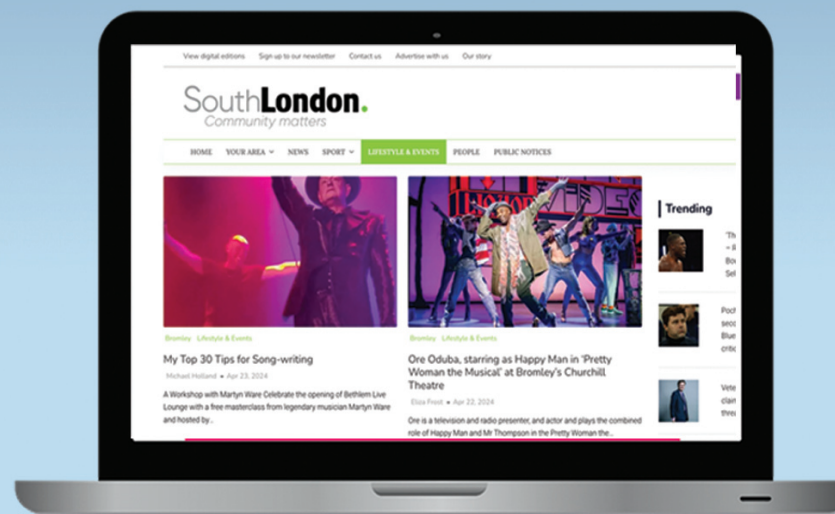 View digital editions Sign up to our newsletter Contact us Advertise with us Our story
SouthLondon.
Community matters
HOME YOUR AREA NEWS SPORT LIFESTYLE & EVENTS PEOPLE PUBLIC NOTICES
LIQUOR VIDEO
Bromley Lifestyle & Events
My Top 30 Tips for Song-writing
Michael Holland • Apr 23, 2024
A Workshop with Martyn Ware Celebrate the opening of Bethlem Live
Lounge with a free masterclass from legendary musician Martyn Ware
and hosted by..
Bromley Lifestyle & Events
Ore Oduba, starring as Happy Man in ‘Pretty
Woman the Musical’ at Bromley’s Churchill
Theatre
Eliza Frost • Apr 22, 2024
Ore is a television and radio presenter, and actor and plays the combined
role of Happy Man and Mr Thompson in the Pretty Woman the...
Trending